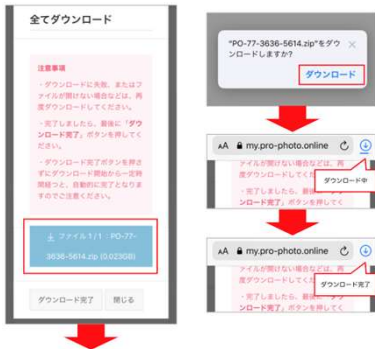 全てダウンロード
注意事項
・ダウンロードに失敗、またはフ
ァイルが開けない場合などは、再
度ダウンロードしてください。
・完了しましたら、最後に「ダウ
ンロード完了」ボタンを押してく
ださい。
・ダウンロード完了ボタンを押さ
ずにダウンロード開始から一定時
間経つと、自動的に完了となりま
すのでご注意ください。
ファイル 1/1 : PO-77-
3636-5614.zip (0.023GB)
ダウンロード完了
閉じる
"PO-77-3636-5614.zip"をダウ
ンロードしますか?
ダウンロード
AA my.pro-photo.online
ァイルが開けない場合などは、再
度ダウンロードしてくだ
ダウンロード中
・完了しましたら、最後
ンロード完了」ボタンを押してく
AA my.pro-photo.online
ァイルが開けない場合などは、再
度ダウンロードしてくだ
ダウンロード完了
・完了しましたら、最後
ンロード完了」ボタンを押してく